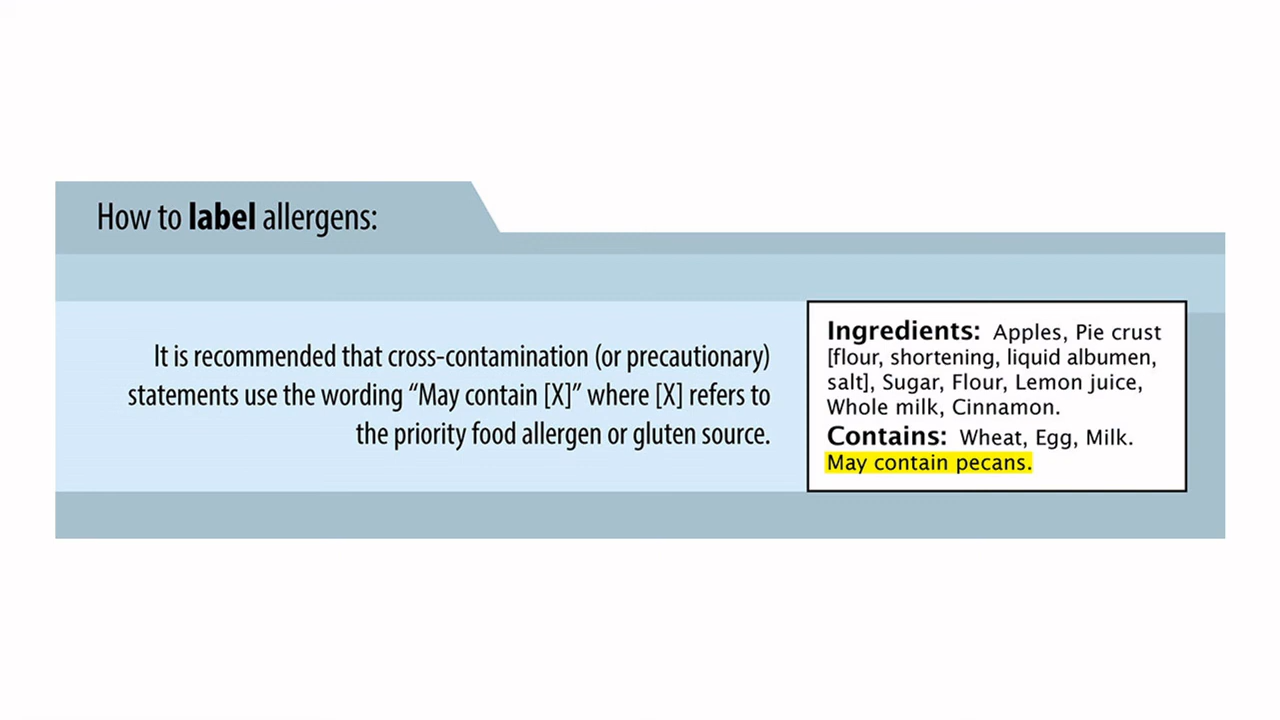 How to label allergens:
It is recommended that cross-contamination (or precautionary)
statements use the wording “May contain [X]” where [X] refers to
the priority food allergen or gluten source.
Ingredients: Apples, Pie crust
[flour, shortening, liquid albumen,
salt], Sugar, Flour, Lemon juice,
Whole milk, Cinnamon.
Contains: Wheat, Egg, Milk.
May contain pecans.